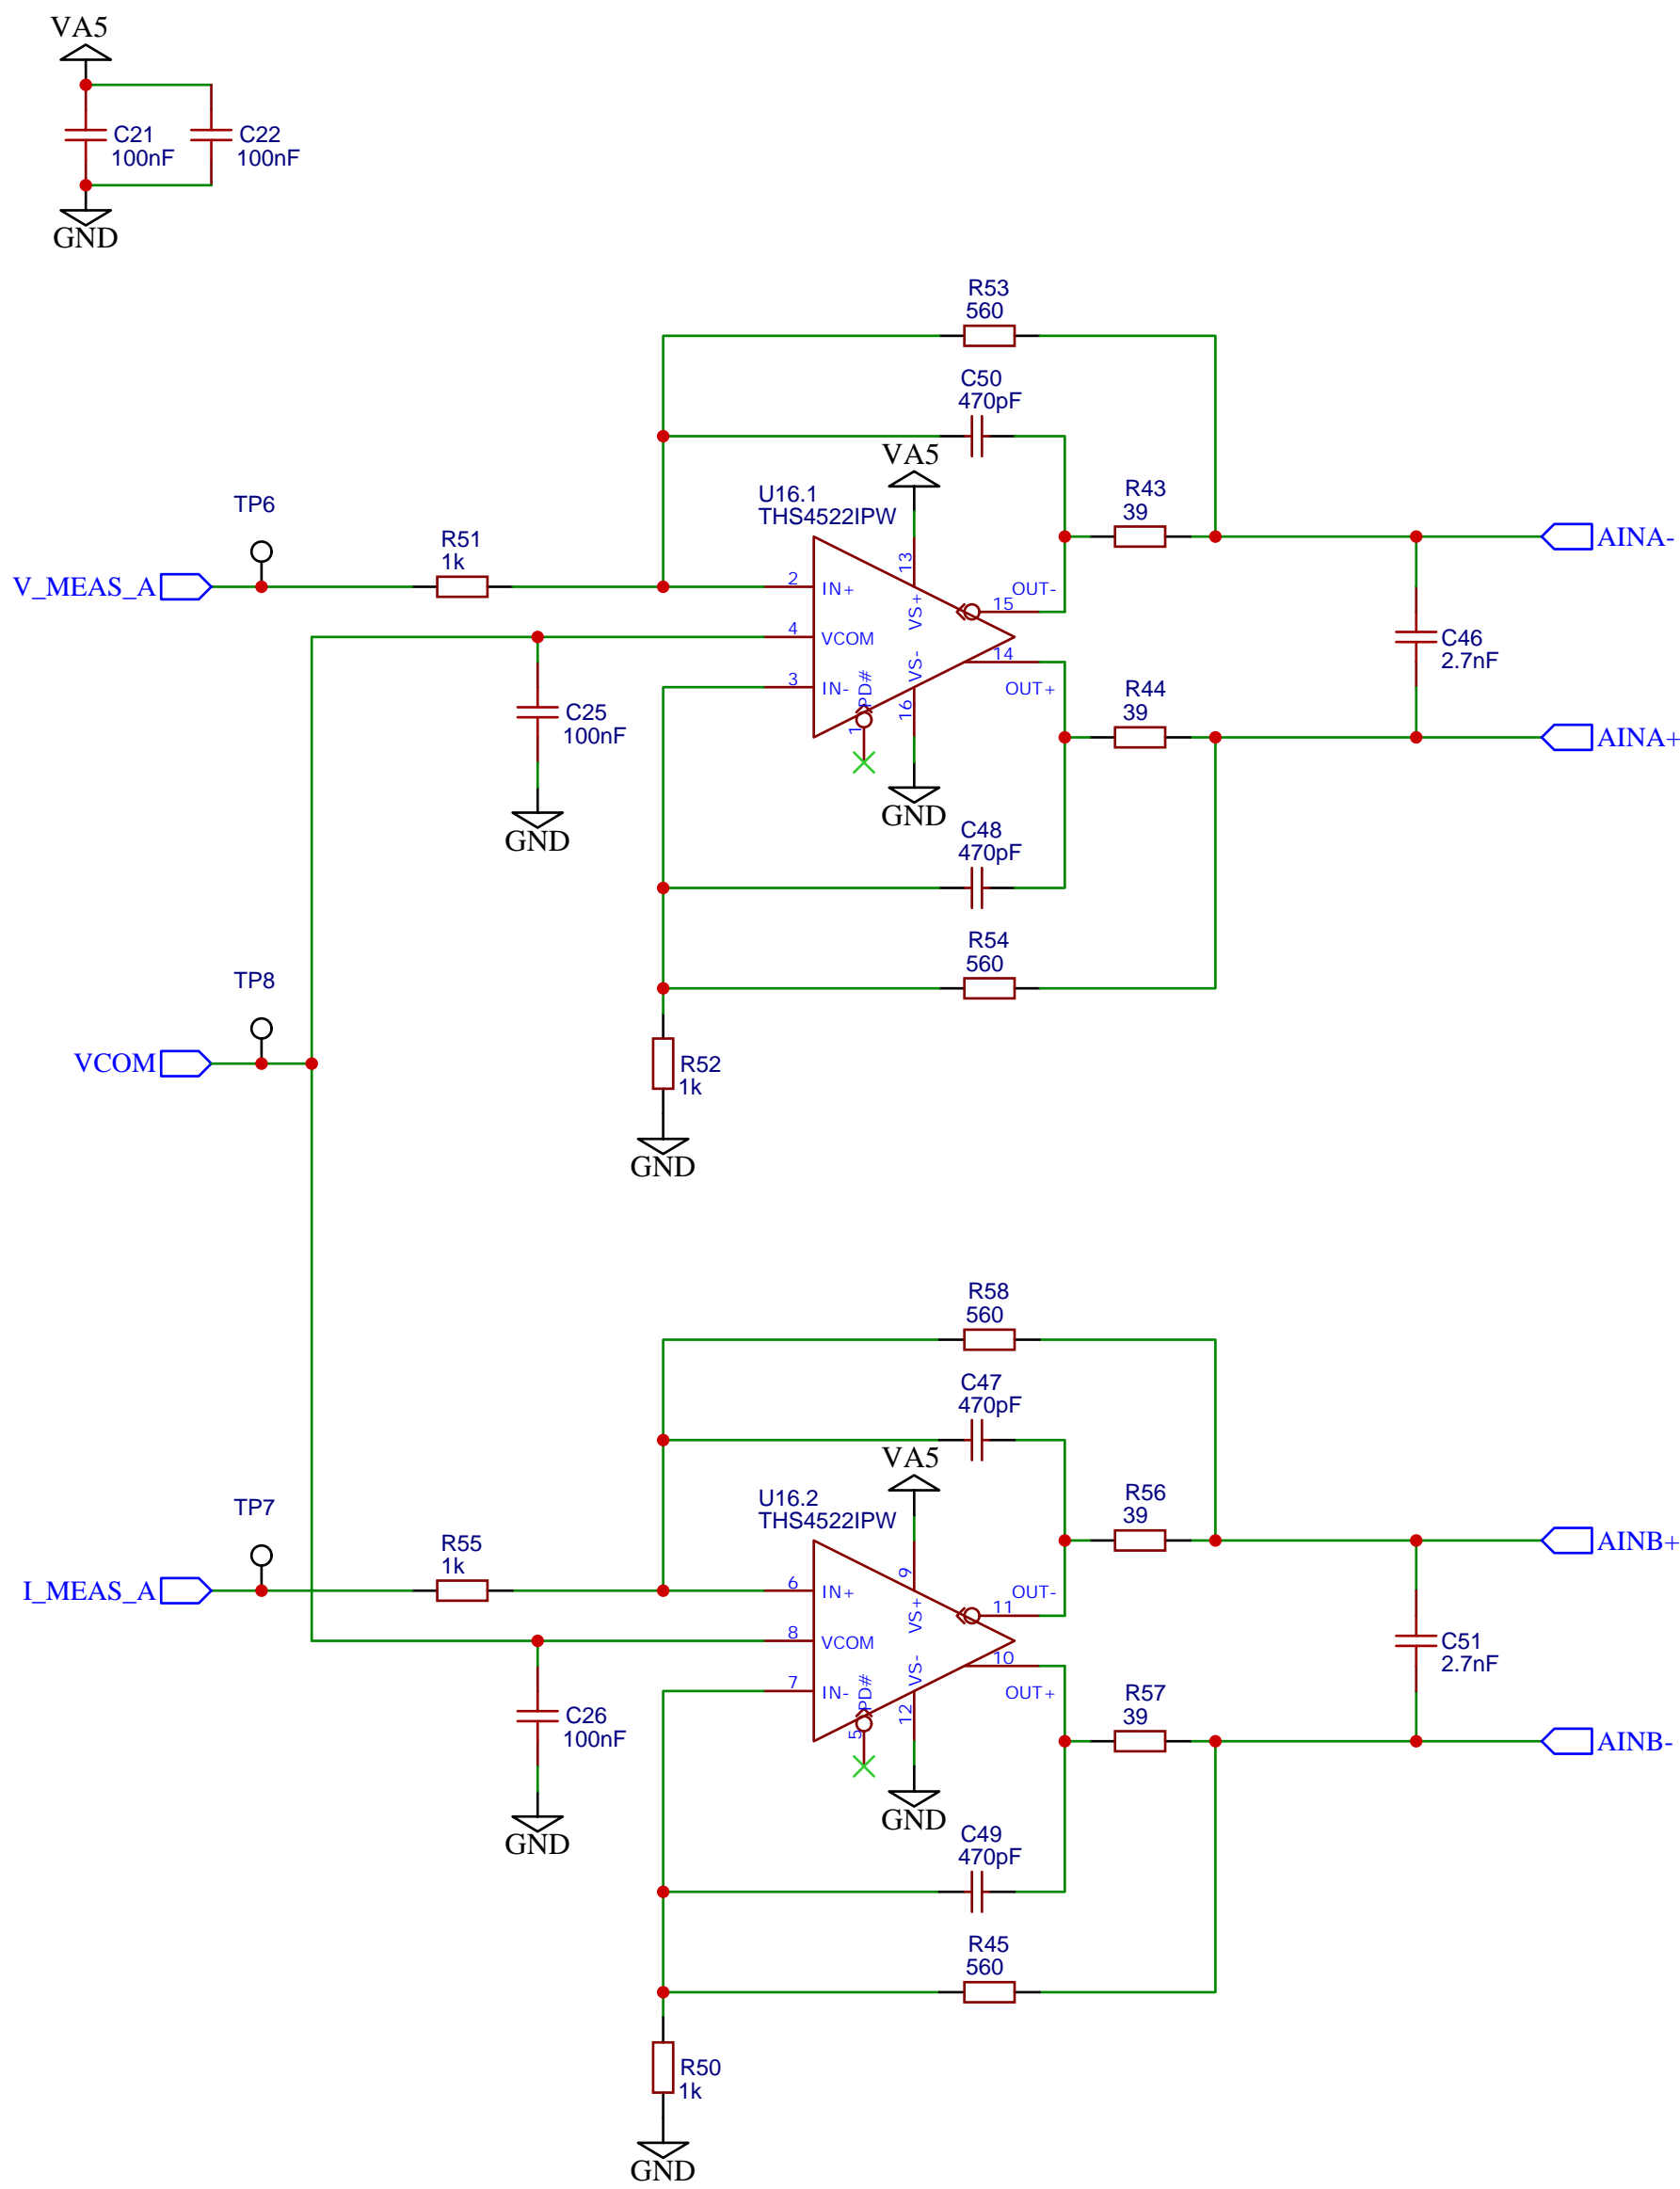 VA5
C21
100nF
C22
100nF
GND
R53
560
C50
470pF
VA5
U16.1
THS4522IPW
TP6
R51
1k
R43
39
AINA-
V_MEAS_A
2
IN+
13
VS+
15
OUT-
4
VCOM
14
OUT+
3
IN-
PD#
VS-
16
1
C46
2.7nF
C25
100nF
R44
39
AINA+
GND
GND
C48
470pF
R54
560
TP8
VCOM
R52
1k
GND
R58
560
C47
470pF
VA5
U16.2
THS4522IPW
TP7
R55
1k
R56
39
AINB+
I_MEAS_A
6
IN+
9
VS+
11
OUT-
8
VCOM
10
OUT+
7
IN-
PD#
VS-
12
5
C51
2.7nF
C26
100nF
R57
39
AINB-
GND
GND
C49
470pF
R45
560
R50
1k
GND